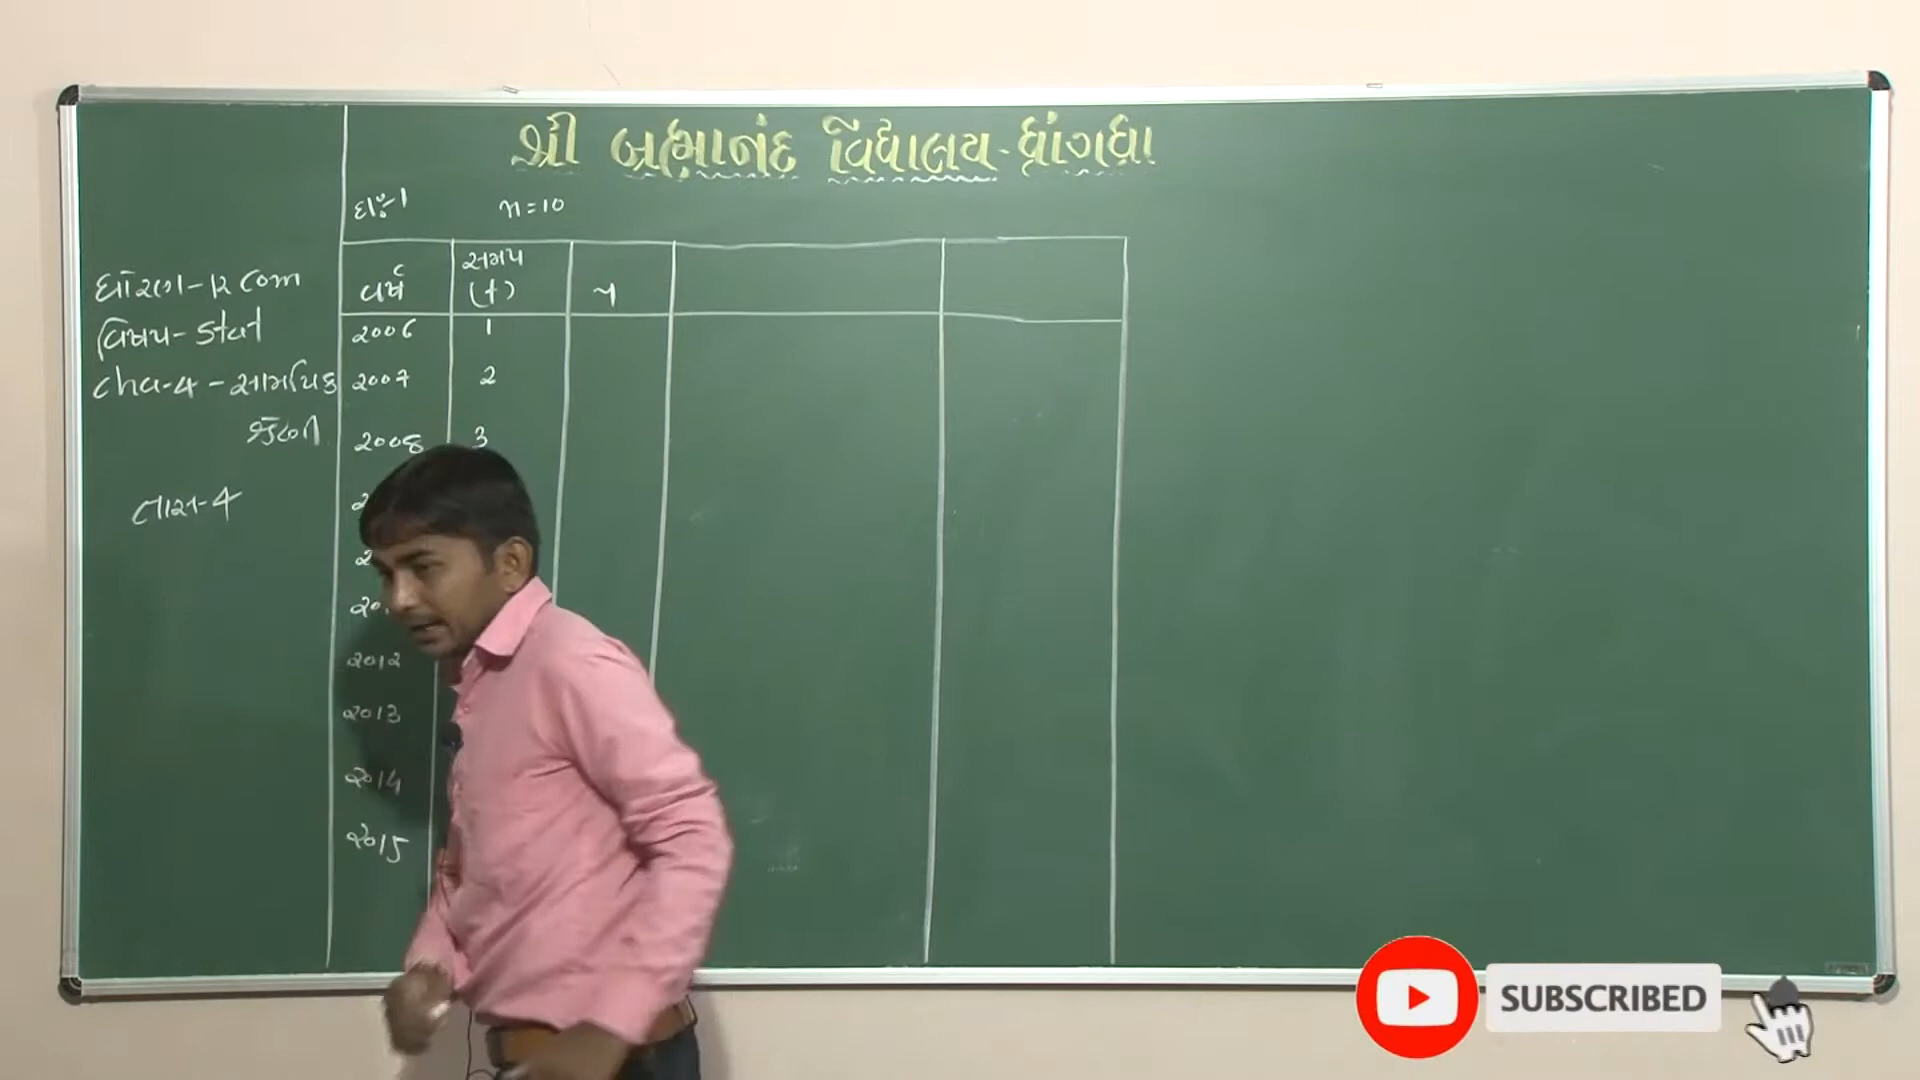 શ્રી બ્રહ્માનંદ વિદ્યાલય-ધ્રાંગધ્રા
દા.1 n=10
ધોરણ-12 Com
વિષય-Stat
ch-4-સામયિક
શ્રેણી
તાસ-4
વર્ષ સમય (t) y
2006 1
2007 2
2008 3
2012
2013
2014
2015
SUBSCRIBED